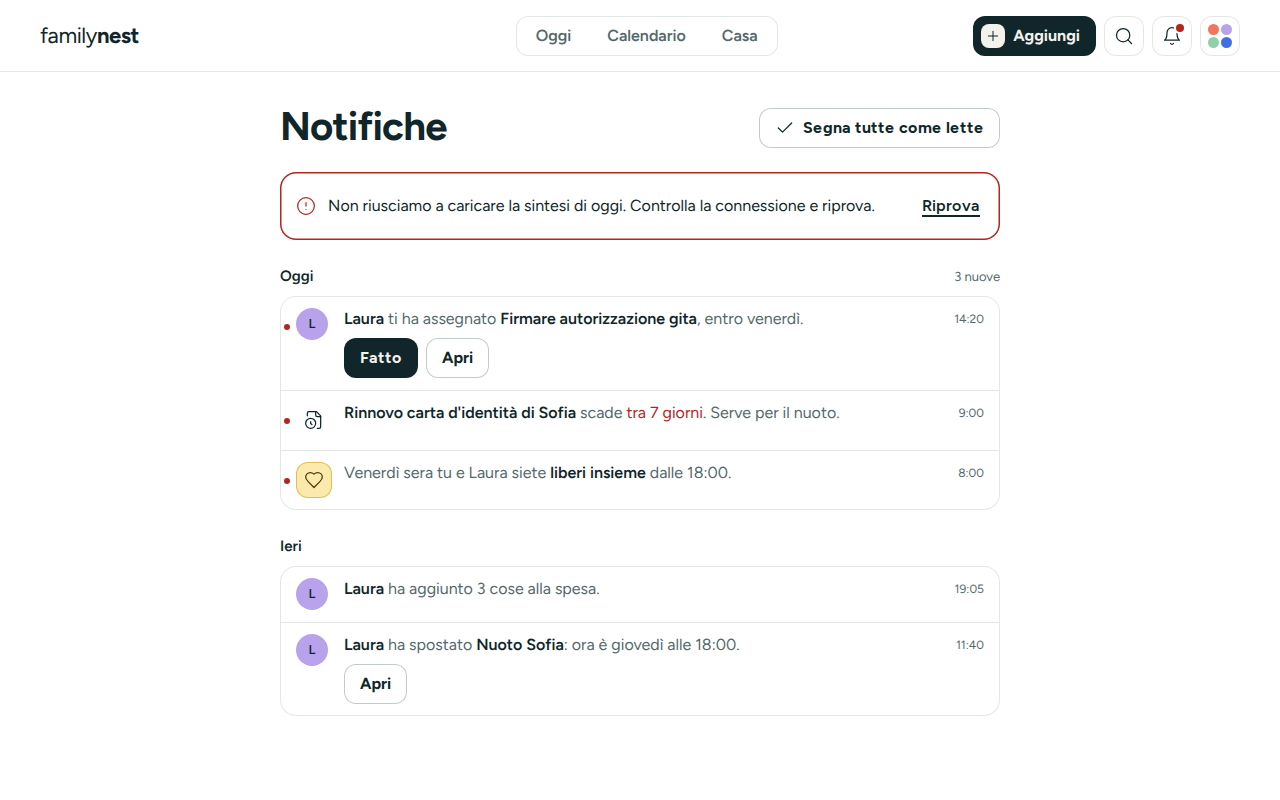 familynest
Oggi Calendario Casa
Aggiungi
Notifiche
Segna tutte come lette
Non riusciamo a caricare la sintesi di oggi. Controlla la connessione e riprova. Riprova
Oggi 3 nuove
L Laura ti ha assegnato Firmare autorizzazione gita, entro venerdì. 14:20
Fatto Apri
Rinnovo carta d'identità di Sofia scade tra 7 giorni. Serve per il nuoto. 9:00
Venerdì sera tu e Laura siete liberi insieme dalle 18:00. 8:00
Ieri
L Laura ha aggiunto 3 cose alla spesa. 19:05
L Laura ha spostato Nuoto Sofia: ora è giovedì alle 18:00. 11:40
Apri